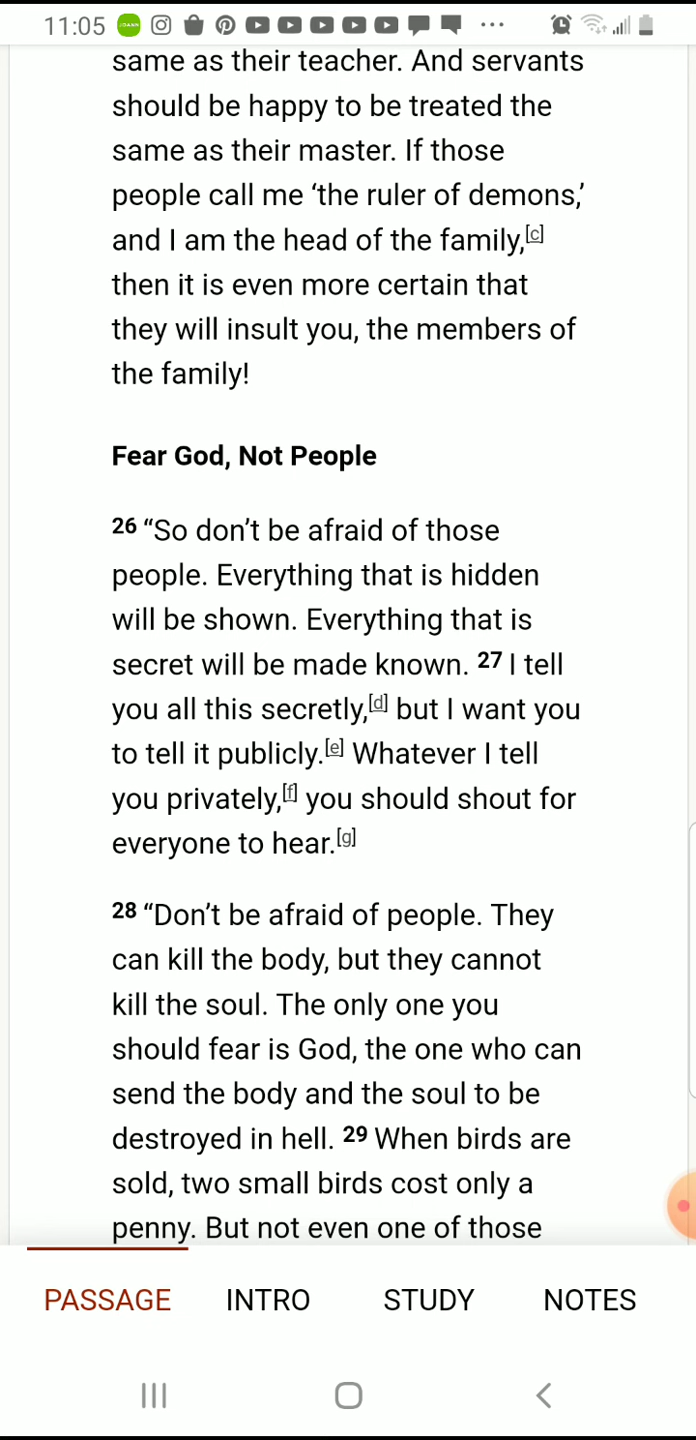 11:05
same as their teacher. And servants
should be happy to be treated the
same as their master. If those
people call me ‘the ruler of demons,’
and I am the head of the family,[c]
then it is even more certain that
they will insult you, the members of
the family!
Fear God, Not People
26 “So don’t be afraid of those
people. Everything that is hidden
will be shown. Everything that is
secret will be made known. 27 I tell
you all this secretly,[d] but I want you
to tell it publicly.[e] Whatever I tell
you privately,[f] you should shout for
everyone to hear.[g]
28 “Don’t be afraid of people. They
can kill the body, but they cannot
kill the soul. The only one you
should fear is God, the one who can
send the body and the soul to be
destroyed in hell. 29 When birds are
sold, two small birds cost only a
penny. But not even one of those
PASSAGE INTRO STUDY NOTES